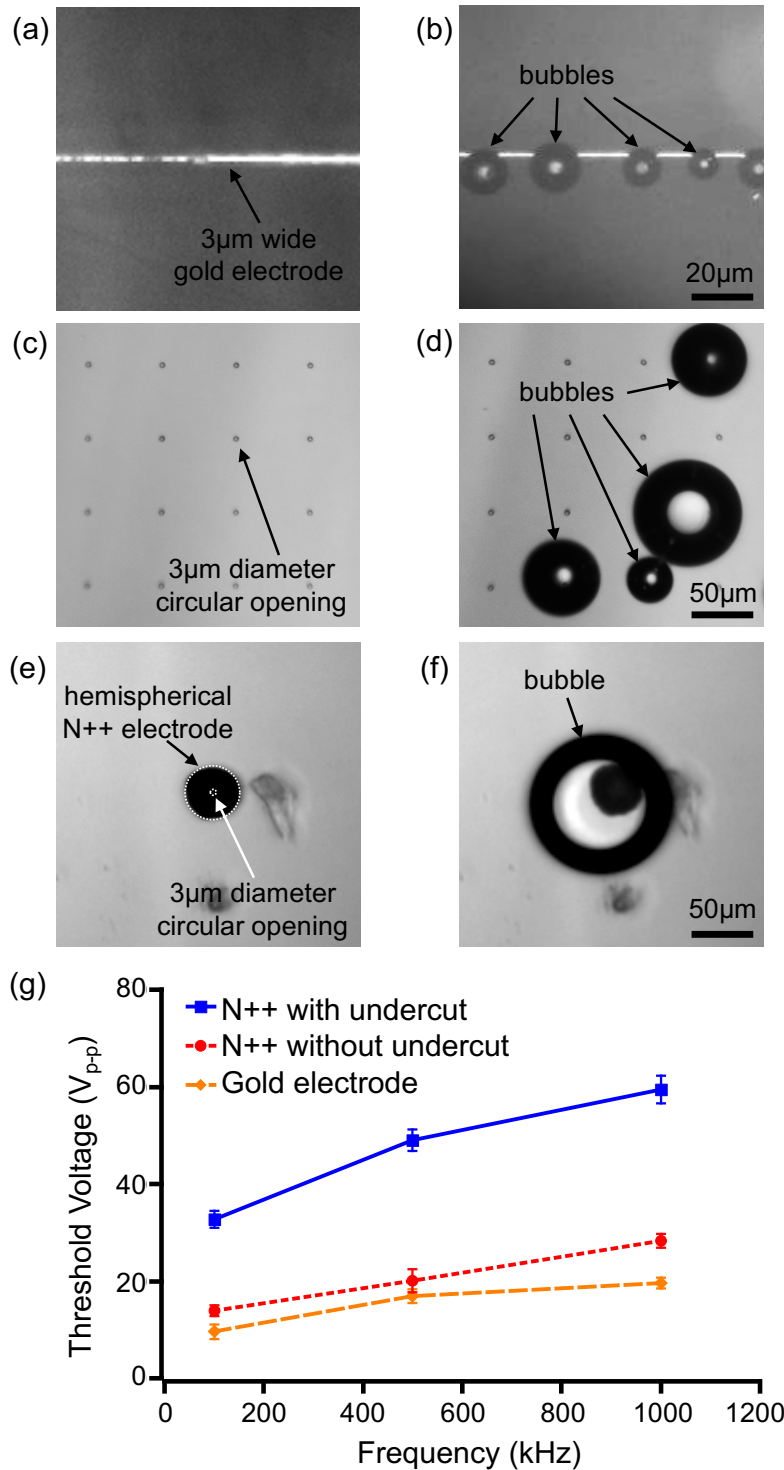 (a)
3µm wide
gold electrode
(b)
bubbles
20µm
(c)
3µm diameter
circular opening
(d)
bubbles
50µm
(e)
hemispherical
N++ electrode
3µm diameter
circular opening
(f)
bubble
50µm
(g)
N++ with undercut
N++ without undercut
Gold electrode
Threshold Voltage (Vp-p)
80
60
40
20
0
0 200 400 600 800 1000 1200
Frequency (kHz)